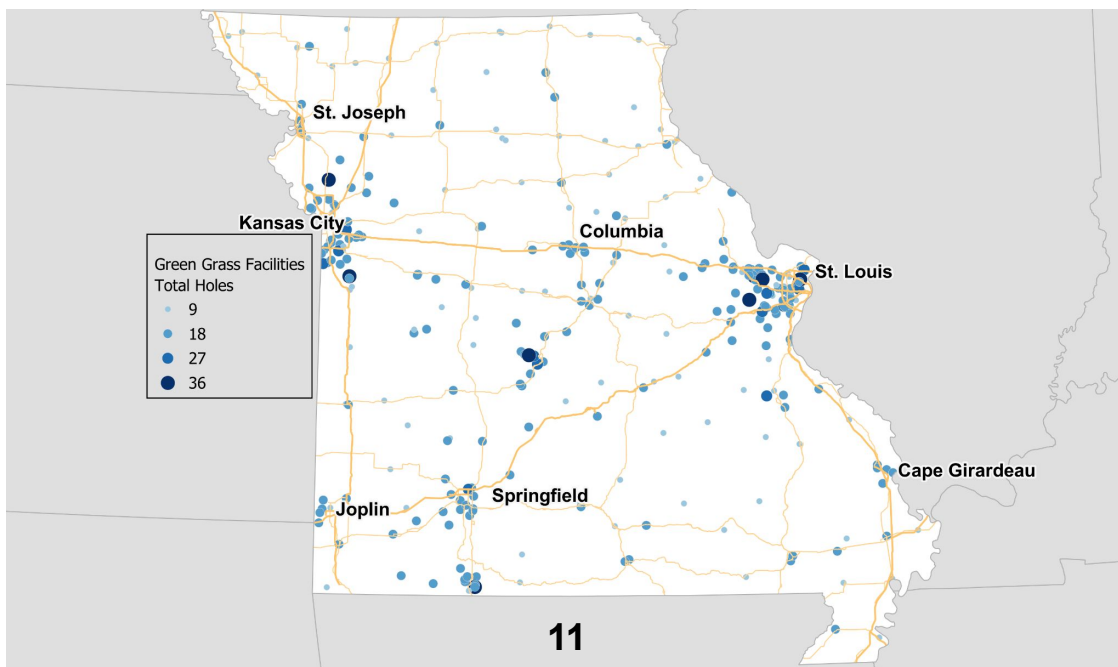 St. Joseph
Kansas City
Columbia
St. Louis
Green Grass Facilities
Total Holes
9
18
27
36
Cape Girardeau
Springfield
Joplin
11